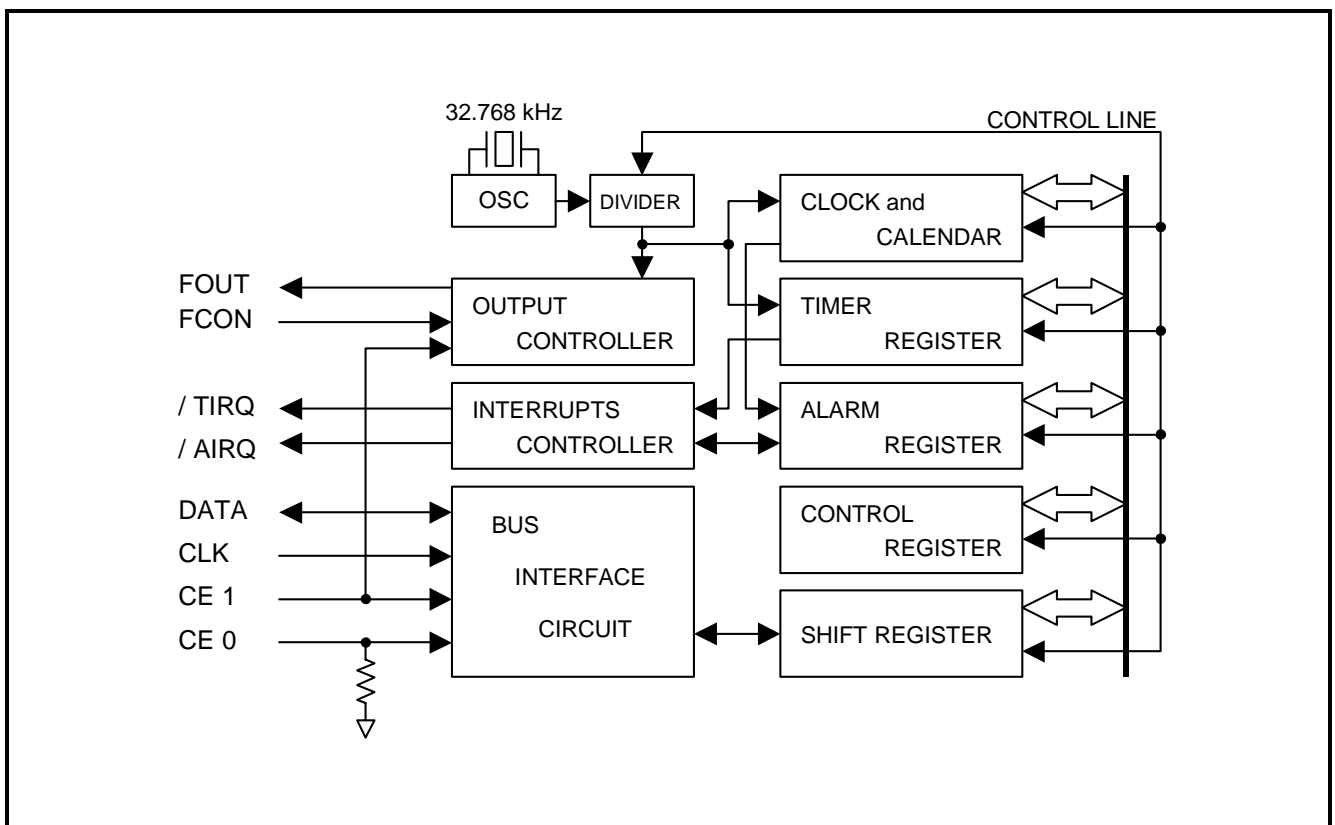 32.768 kHz
CONTROL LINE
OSC
DIVIDER
CLOCK and
CALENDAR
FOUT
FCON
OUTPUT
CONTROLLER
TIMER
REGISTER
/ TIRQ
/ AIRQ
INTERRUPTS
CONTROLLER
ALARM
REGISTER
DATA
CLK
CE 1
CE 0
BUS
INTERFACE
CIRCUIT
CONTROL
REGISTER
SHIFT REGISTER